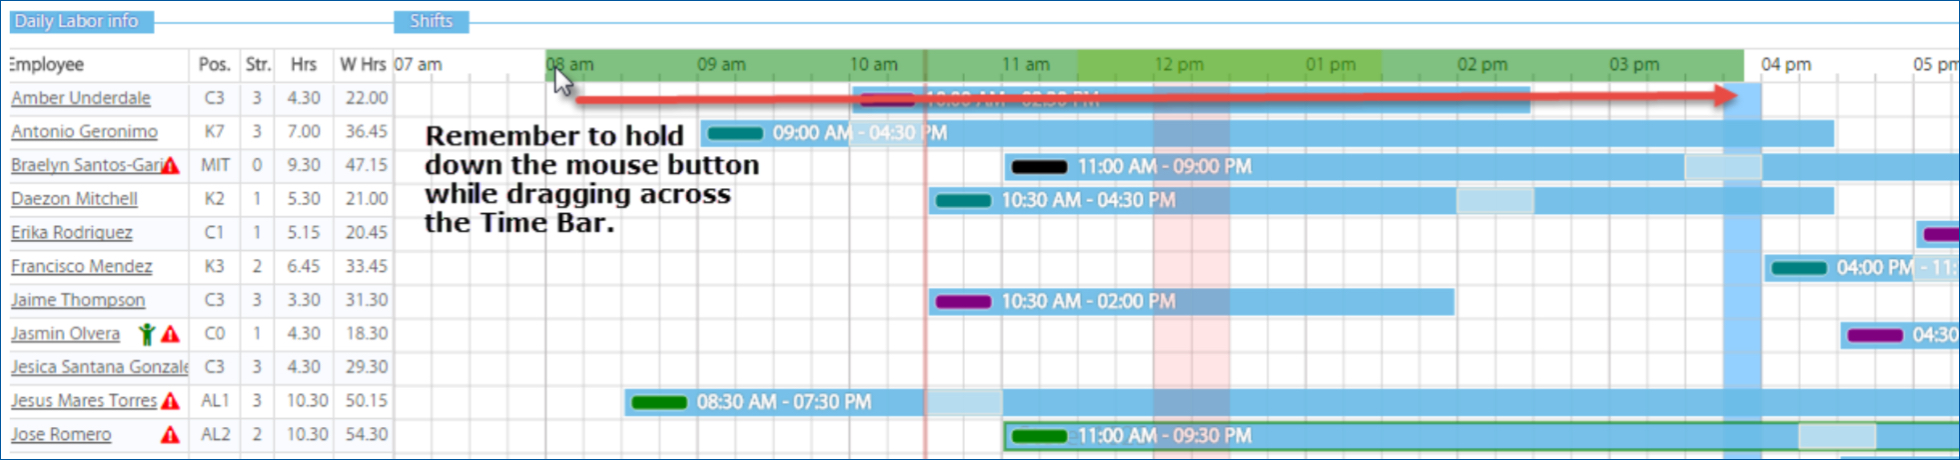 Daily Labor info Shifts
Employee Pos. Str. Hrs W Hrs 07 am 08 am 09 am 10 am 11 am 12 pm 01 pm 02 pm 03 pm 04 pm 05 pm
Amber Underdale C3 3 4.30 22.00 10:00 AM - 02:30 PM
Antonio Geronimo K7 3 7.00 36.45 09:00 AM - 04:30 PM
Remember to hold
down the mouse button
while dragging across
the Time Bar.
Braelyn Santos-Gari MIT 0 9.30 47.15 11:00 AM - 09:00 PM
Daezon Mitchell K2 1 5.30 21.00 10:30 AM - 04:30 PM
Erika Rodriguez C1 1 5.15 20.45
Francisco Mendez K3 2 6.45 33.45 04:00 PM - 11:
Jaime Thompson C3 3 3.30 31.30 10:30 AM - 02:00 PM
Jasmin Olvera C0 1 4.30 18.30 04:30
Jesica Santana Gonzale C3 3 4.30 29.30
Jesus Mares Torres AL1 3 10.30 50.15 08:30 AM - 07:30 PM
Jose Romero AL2 2 10.30 54.30 11:00 AM - 09:30 PM